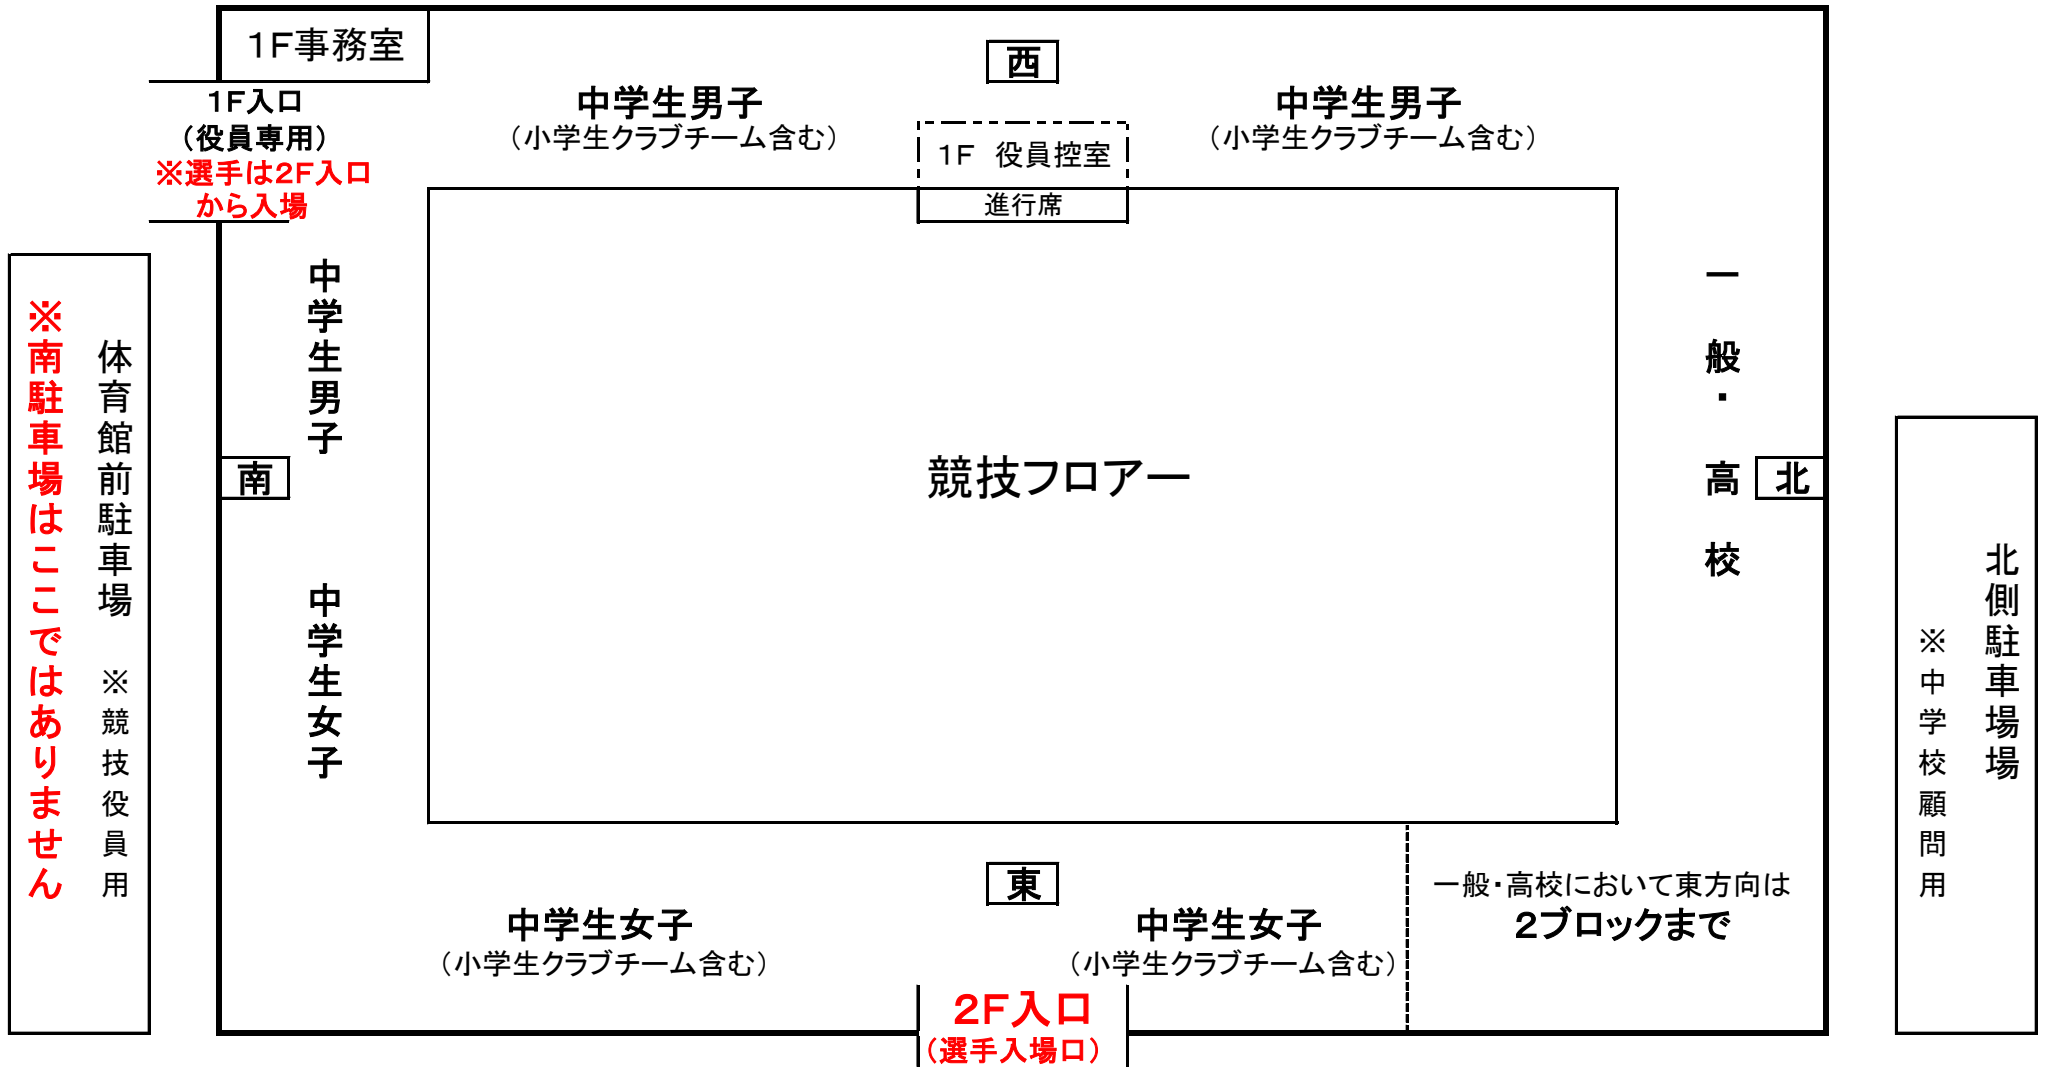 1F事務室
西
1F入口
（役員専用）
※選手は2F入口
から入場
中学生男子
（小学生クラブチーム含む）
中学生男子
（小学生クラブチーム含む）
1F　役員控室
進行席
※南駐車場はここではありません
体育館前駐車場　※競技役員用
中学生男子
南
中学生女子
競技フロアー
一般・高校
北
北側駐車場場
※中学校顧問用
東
中学生女子
（小学生クラブチーム含む）
中学生女子
（小学生クラブチーム含む）
一般・高校において東方向は
2ブロックまで
2F入口
（選手入場口）